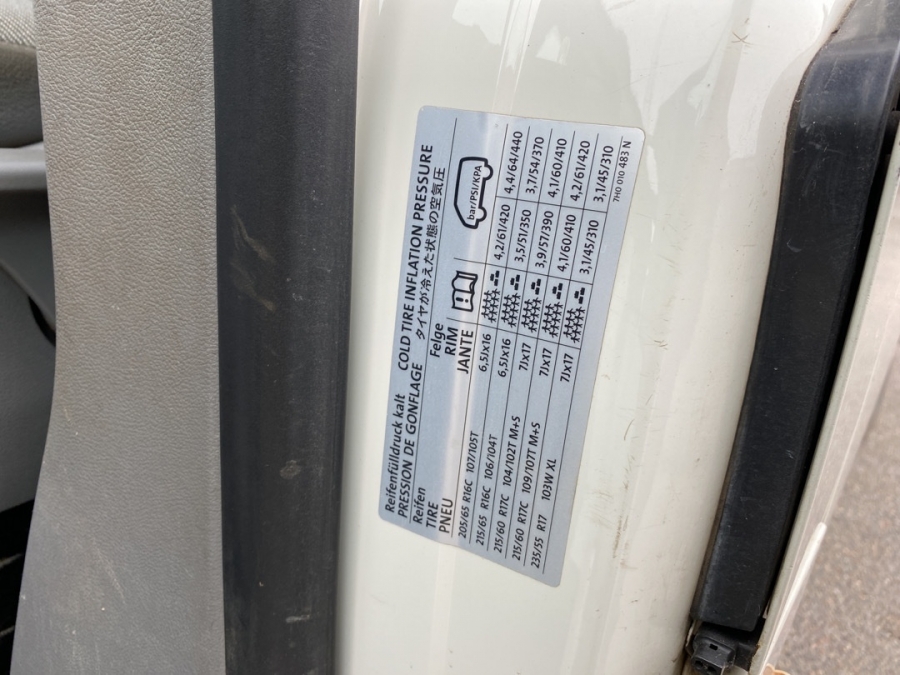 Reifenfülldruck kalt COLD TIRE INFLATION PRESSURE
PRESSION DE GONFLAGE タイヤが冷えた状態の空気圧
Reifen Felge
TIRE RIM
PNEU JANTE bar/PSI/KPA
205/65 R16C 107/105T 6,5Jx16 4,2/61/420 4,4/64/440
215/65 R16C 106/104T 6,5Jx16 3,5/51/350 3,7/54/370
215/60 R17C 104/102T M+S 7Jx17 3,9/51/390 4,1/60/410
215/60 R17C 109/107T M+S 7Jx17 4,1/60/410 4,2/61/420
235/55 R17 103W XL 7Jx17 3,1/45/310 3,1/45/310
7H0 010 483 N